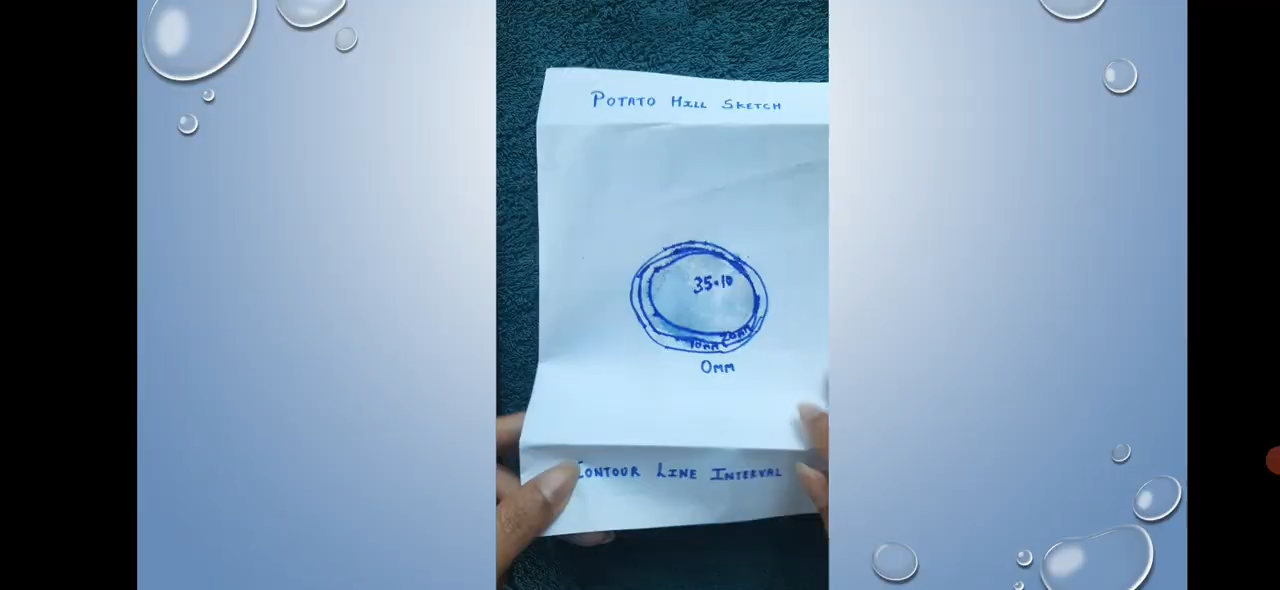 POTATO HILL SKETCH
35.10
20MM
10MM
0MM
CONTOUR LINE INTERVAL